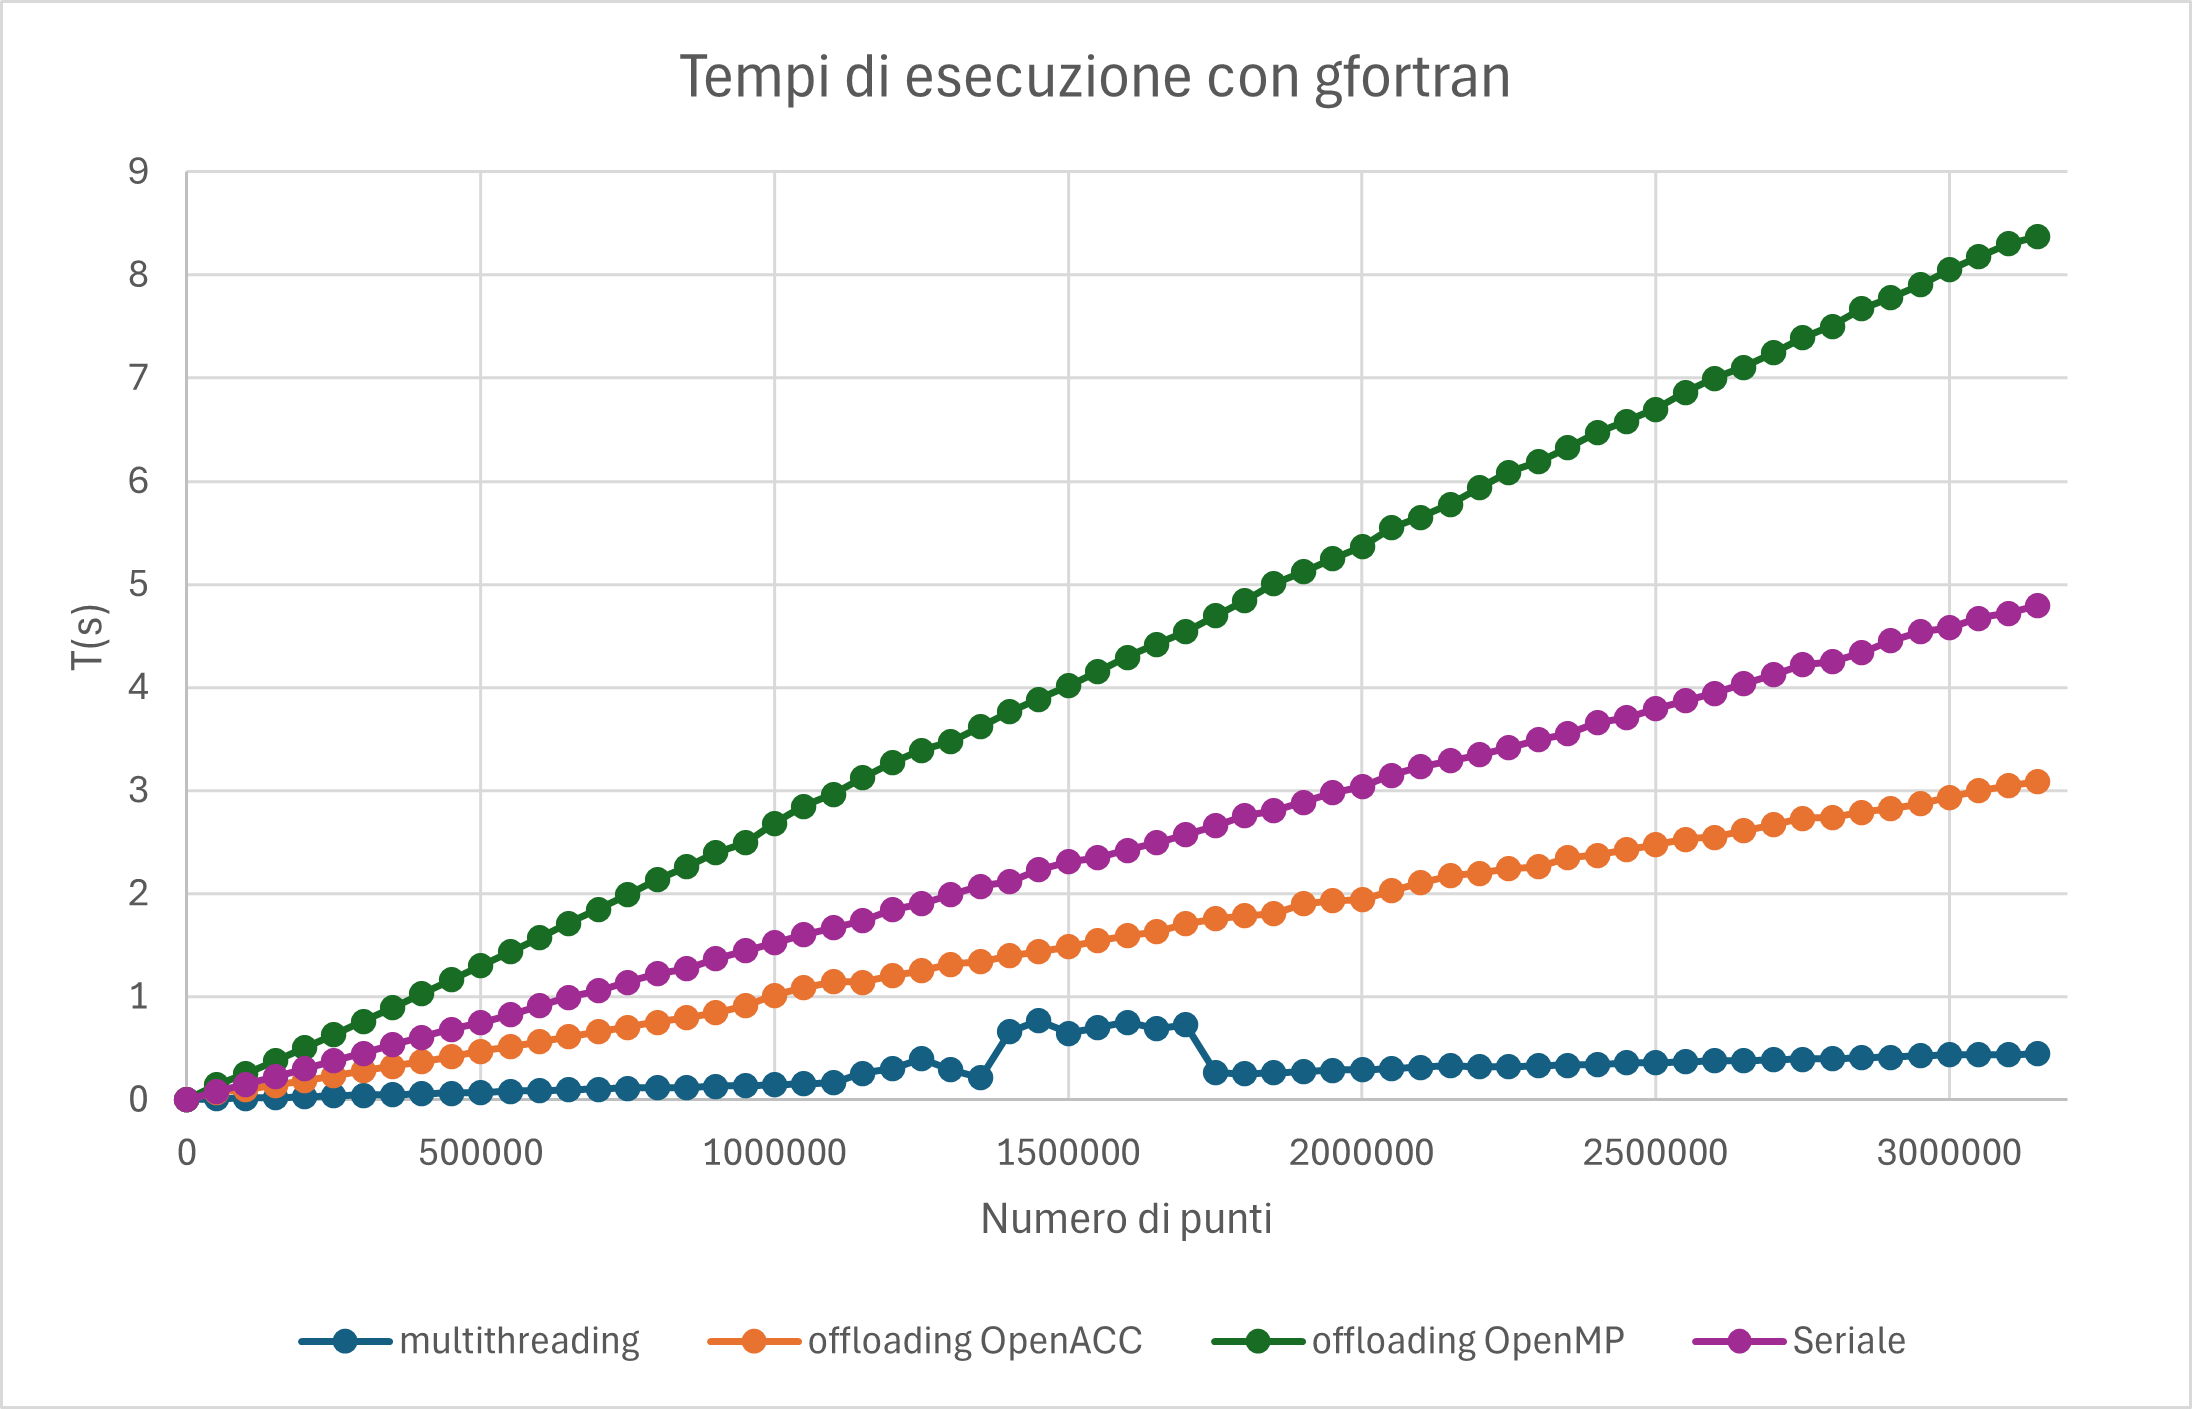 Tempi di esecuzione con gfortran
9
8
7
6
5
4
3
2
1
0
T(s)
0 500000 1000000 1500000 2000000 2500000 3000000
Numero di punti
multithreading offloading OpenACC offloading OpenMP Seriale